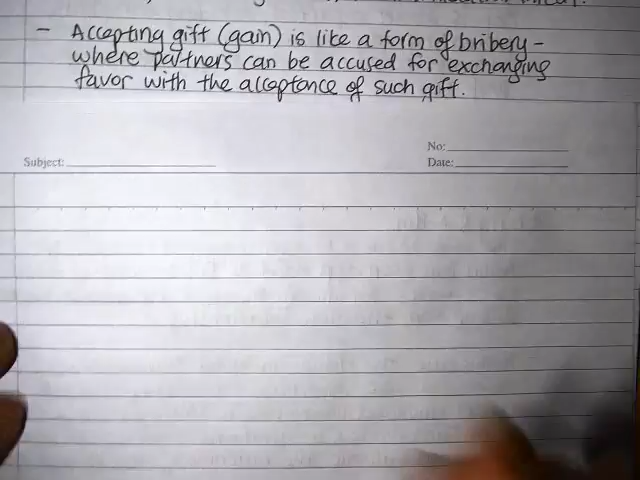 - Accepting gift (gain) is like a form of bribery -
where partners can be accused for exchanging
favor with the acceptance of such gift.
No:
Subject:
Date: